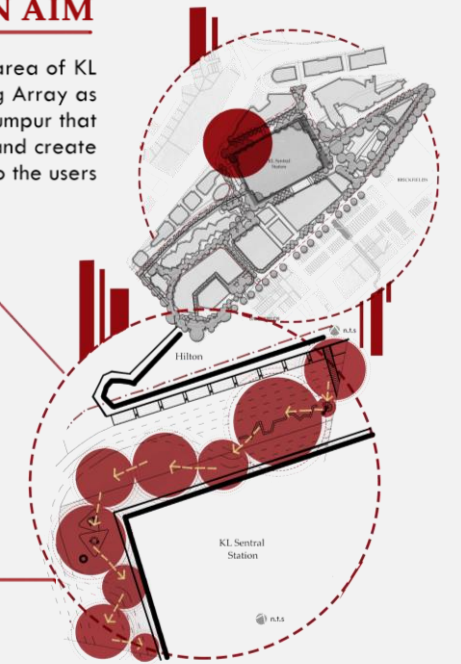 N AIM
area of KL
g Array as
umpur that
and create
o the users
KL Sentral
Station
BRICKFIELDS
n.t.s
Hilton
KL Sentral
Station
n.t.s